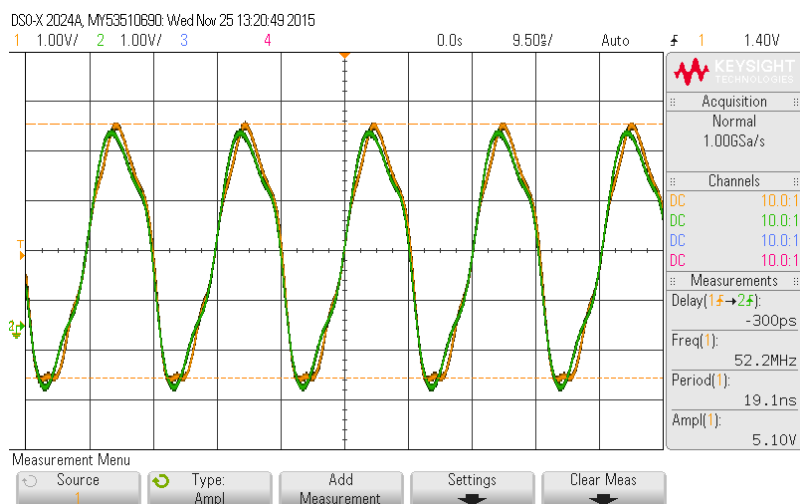 DSO-X 2024A, MY53510690: Wed Nov 25 13:20:49 2015
1 1.00V/ 2 1.00V/ 3 4 0.0s 9.50ns/ Auto 1 1.40V
KEYSIGHT
TECHNOLOGIES
Acquisition
Normal
1.00GSa/s
Channels
DC 10.0:1
DC 10.0:1
DC 10.0:1
DC 10.0:1
Measurements
Delay(1→2):
-300ps
Freq(1):
52.2MHz
Period(1):
19.1ns
Ampl(1):
5.10V
T
2
Measurement Menu
Source
1
Type:
Ampl
Add
Measurement
Settings
Clear Meas